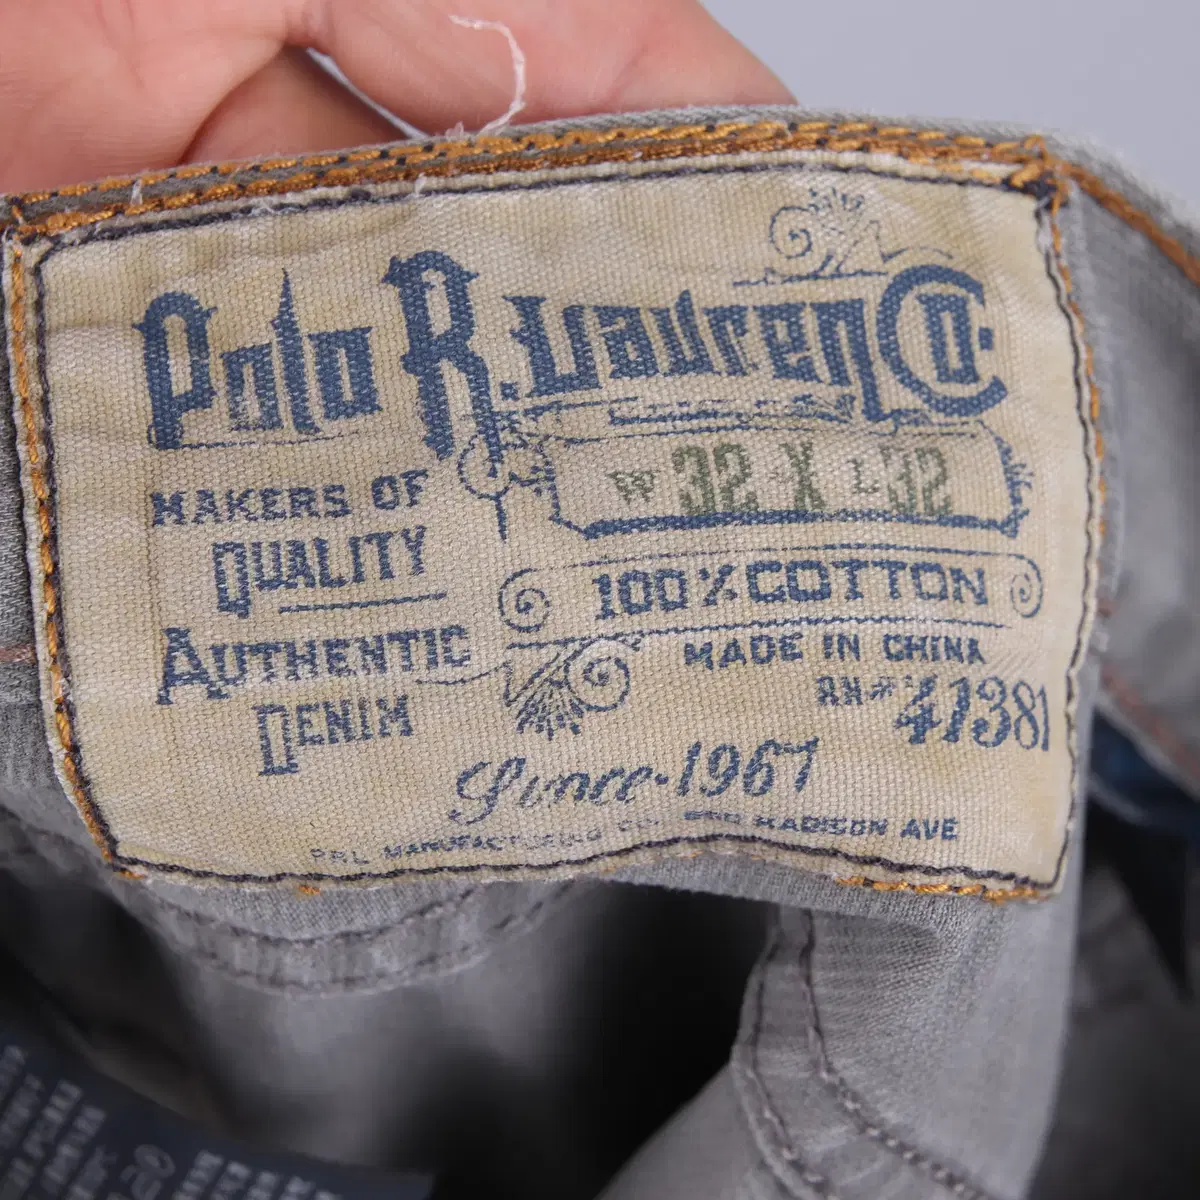 Polo R. Lauren Co.
W 32 X L 32
MAKERS OF
QUALITY
AUTHENTIC
DENIM
100% COTTON
MADE IN CHINA
RN# 41381
Since 1967
PRL MANUFACTURING CO. MADISON AVE